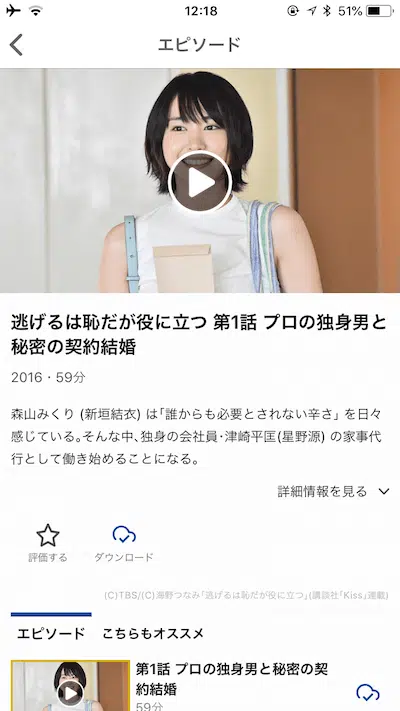 12:18
51%
エピソード
逃げるは恥だが役に立つ 第1話 プロの独身男と
秘密の契約結婚
2016・59分
森山みくり (新垣結衣) は｢誰からも必要とされない辛さ｣ を日々
感じている｡そんな中､独身の会社員･津崎平匡(星野源) の家事代
行として働き始めることになる。
詳細情報を見る
評価する
ダウンロード
(C)TBS/(C)海野つなみ｢逃げるは恥だが役に立つ｣(講談社｢Kiss｣連載)
エピソード
こちらもオススメ
第1話 プロの独身男と秘密の契
約結婚
59分